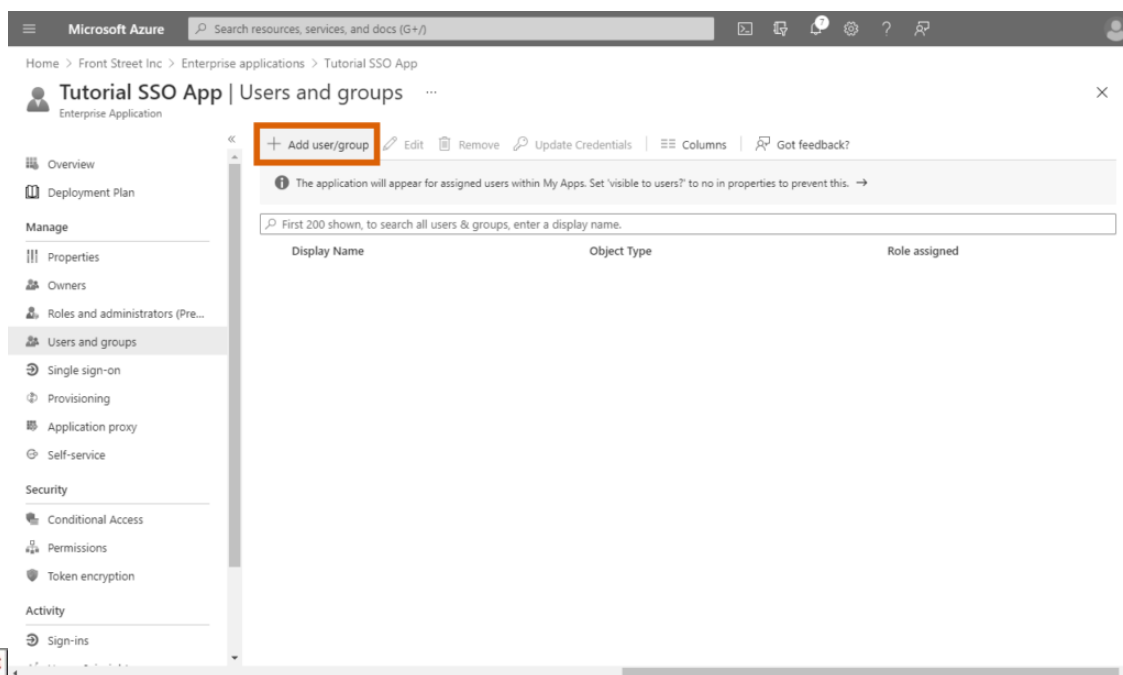 Microsoft Azure
Search resources, services, and docs (G+/)
7
Home > Front Street Inc > Enterprise applications > Tutorial SSO App
Tutorial SSO App | Users and groups ...
Enterprise Application
Add user/group Edit Remove Update Credentials Columns Got feedback?
The application will appear for assigned users within My Apps. Set 'visible to users?' to no in properties to prevent this. →
First 200 shown, to search all users & groups, enter a display name.
Display Name Object Type Role assigned
Overview
Deployment Plan
Manage
Properties
Owners
Roles and administrators (Pre...
Users and groups
Single sign-on
Provisioning
Application proxy
Self-service
Security
Conditional Access
Permissions
Token encryption
Activity
Sign-ins